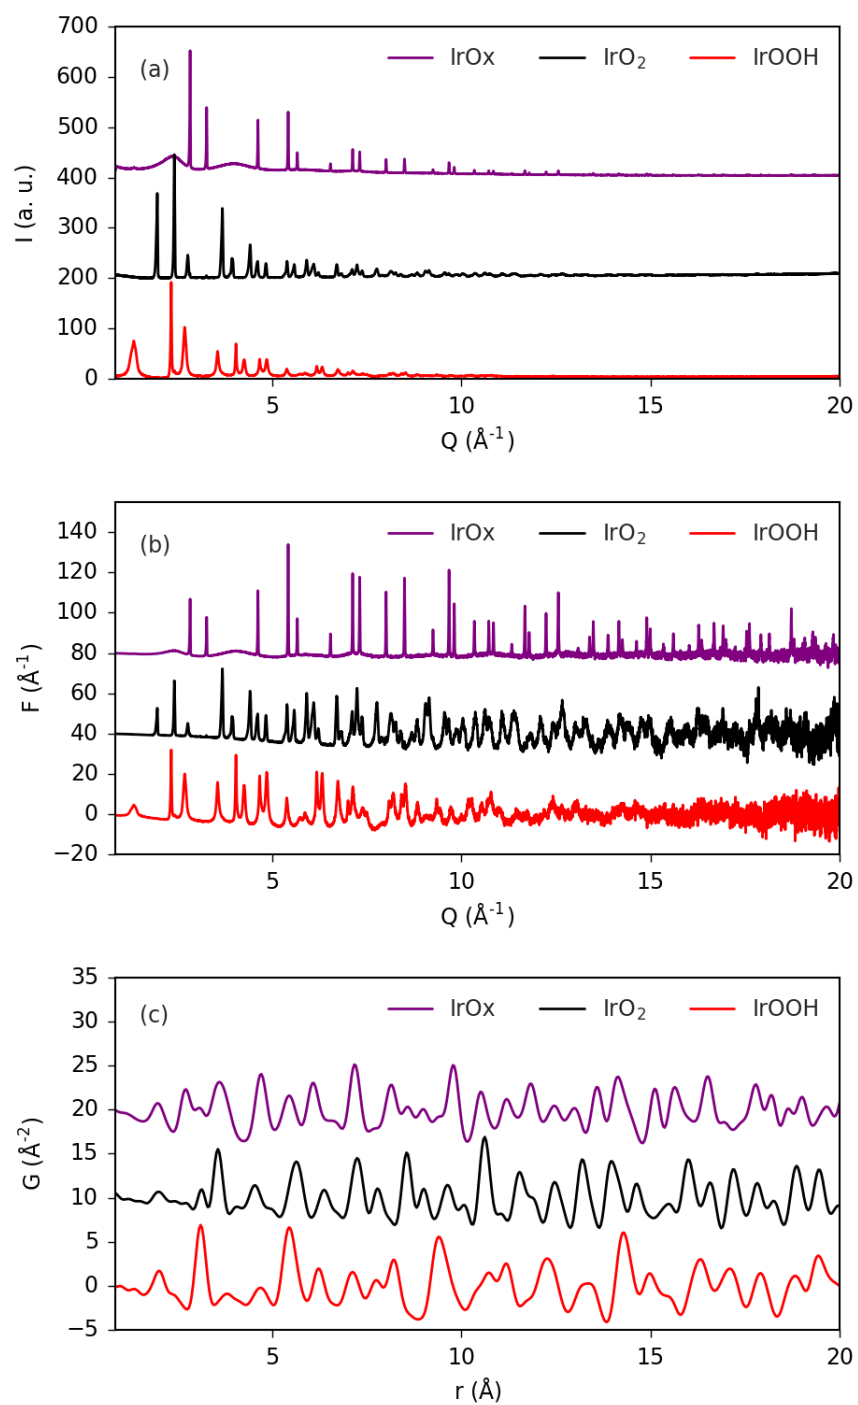 700
600
500
400
300
200
100
0
I (a. u.)
(a)
IrOx IrO₂ IrOOH
5 10 15 20
Q (Å⁻¹)
140
120
100
80
60
40
20
0
−20
F (Å⁻¹)
(b)
IrOx IrO₂ IrOOH
5 10 15 20
Q (Å⁻¹)
35
30
25
20
15
10
5
0
−5
G (Å⁻²)
(c)
IrOx IrO₂ IrOOH
5 10 15 20
r (Å)